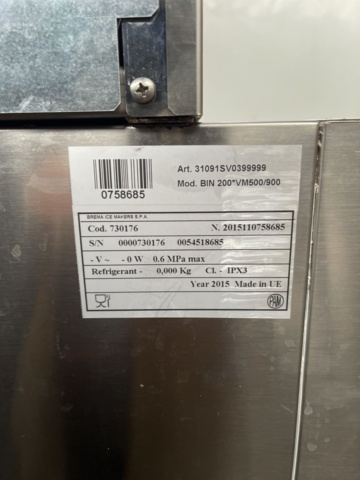 Art. 31091SV0399999
0758685
Mod. BIN 200*VM500/900
BREMA ICE MAKERS S.P.A.
Cod. 730176 N. 2015110758685
S/N 0000730176 0054518685
- V ~ - 0 W 0.6 MPa max
Refrigerant - 0,000 Kg Cl. - IPX3
Year 2015 Made in UE